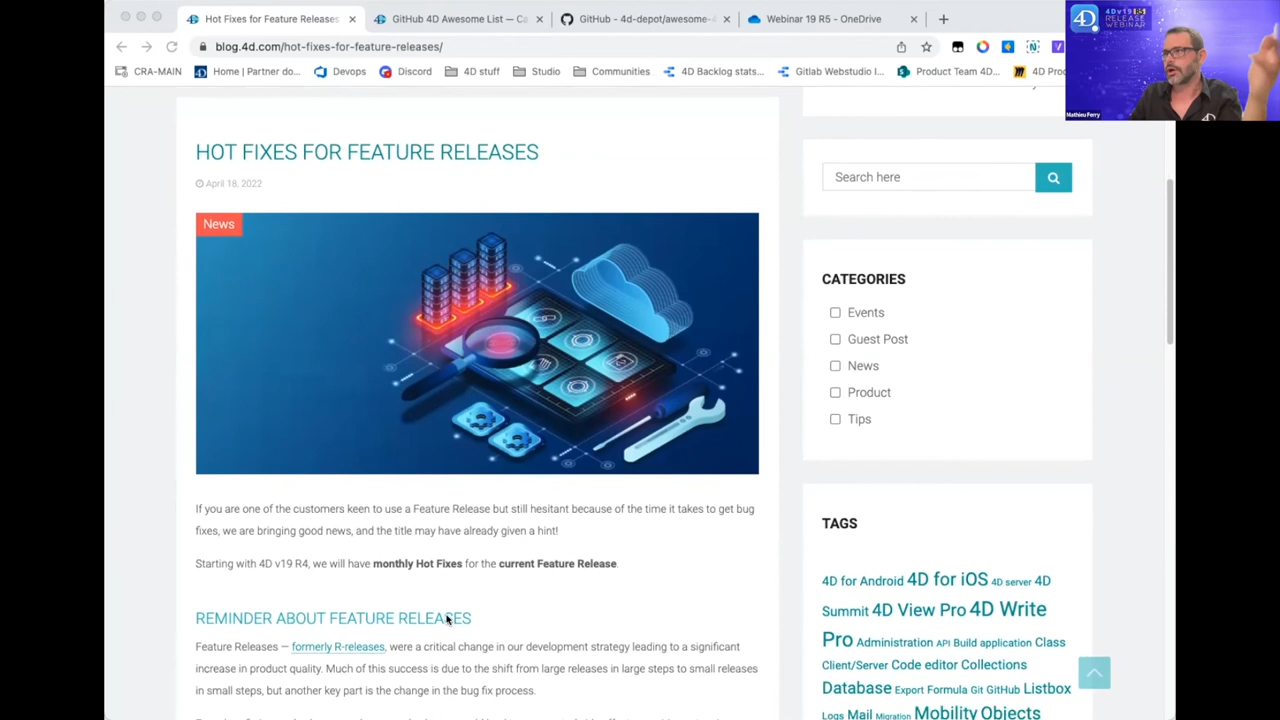 Hot Fixes for Feature Releases
GitHub 4D Awesome List — Ca
GitHub - 4d-depot/awesome-4
Webinar 19 R5 - OneDrive
blog.4d.com/hot-fixes-for-feature-releases/
CRA-MAIN
Home | Partner do...
Devops
Discord
4D stuff
Studio
Communities
4D Backlog stats...
Gitlab Webstudio I...
Product Team 4D...
4D Proc
4D
4Dv19 R5
RELEASE
WEBINAR
Mathieu Ferry
HOT FIXES FOR FEATURE RELEASES
April 18, 2022
News
If you are one of the customers keen to use a Feature Release but still hesitant because of the time it takes to get bug
fixes, we are bringing good news, and the title may have already given a hint!
Starting with 4D v19 R4, we will have monthly Hot Fixes for the current Feature Release.
REMINDER ABOUT FEATURE RELEASES
Feature Releases — formerly R-releases, were a critical change in our development strategy leading to a significant
increase in product quality. Much of this success is due to the shift from large releases in large steps to small releases
in small steps, but another key part is the change in the bug fix process.
Search here
CATEGORIES
Events
Guest Post
News
Product
Tips
TAGS
4D for Android 4D for iOS 4D server 4D
Summit 4D View Pro 4D Write
Pro Administration API Build application Class
Client/Server Code editor Collections
Database Export Formula Git GitHub Listbox
Logs Mail Migration Mobility Objects